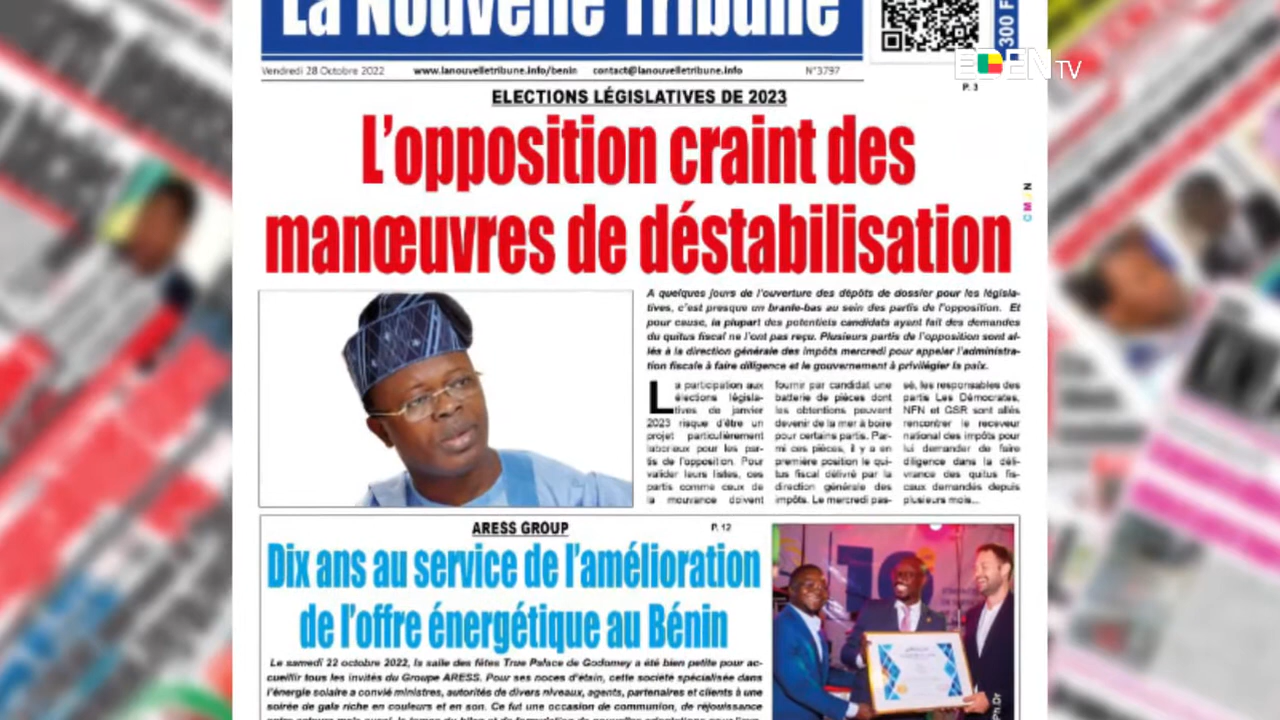 La Nouvelle Tribune
300 F
EDEN TV
Vendredi 28 Octobre 2022 www.lanouvelletribune.info/benin contact@lanouvelletribune.info N°3797
P. 3
ELECTIONS LÉGISLATIVES DE 2023
L'opposition craint des
manœuvres de déstabilisation
CMJN
A quelques jours de l'ouverture des dépôts de dossier pour les législa-
tives, c'est presque un branle-bas au sein des partis de l'opposition. Et
pour cause, la plupart des potentiels candidats ayant fait des demandes
du quitus fiscal ne l'ont pas reçu. Plusieurs partis de l'opposition sont al-
lés à la direction générale des impôts mercredi pour appeler l'administra-
tion fiscale à faire diligence et le gouvernement à privilégier la paix.
La participation aux
élections législa-
tives de janvier
2023 risque d'être un
projet particulièrement
laborieux pour les par-
tis de l'opposition. Pour
valider leurs listes, ces
partis comme ceux de
la mouvance doivent
fournir par candidat une
batterie de pièces dont
les obtentions peuvent
devenir de la mer à boire
pour certains partis. Par-
mi ces pièces, il y a en
première position le qui-
tus fiscal délivré par la
direction générale des
impôts. Le mercredi pas-
sé, les responsables des
partis Les Démocrates,
NFN et GSR sont allés
rencontrer le receveur
national des impôts pour
lui demander de faire
diligence dans la déli-
vrance des quitus fis-
caux demandés depuis
plusieurs mois...
ARESS GROUP P. 12
Dix ans au service de l'amélioration
de l'offre énergétique au Bénin
Le samedi 22 octobre 2022, la salle des fêtes True Palace de Godomey a été bien petite pour ac-
cueillir tous les invités du Groupe ARESS. Pour ses noces d'étain, cette société spécialisée dans
l'énergie solaire a convié ministres, autorités de divers niveaux, agents, partenaires et clients à une
soirée de gala riche en couleurs et en son. Ce fut une occasion de communion, de réjouissance
10
Ph.Dr